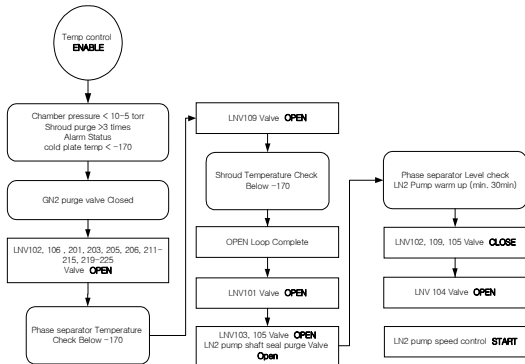 Temp control
ENABLE
Chamber pressure < 10-5 torr
Shroud purge >3 times
Alarm Status
cold plate temp < -170
GN2 purge valve Closed
LNV102, 106 , 201, 203, 205, 206, 211-
215, 219-225
Valve OPEN
Phase separator Temperature
Check Below -170
LNV109 Valve OPEN
Shroud Temperature Check
Below -170
OPEN Loop Complete
LNV101 Valve OPEN
LNV103, 105 Valve OPEN
LN2 pump shaft seal purge Valve
Open
Phase separator Level check
LN2 Pump warm up (min. 30min)
LNV102, 109, 105 Valve CLOSE
LNV 104 Valve OPEN
LN2 pump speed control START